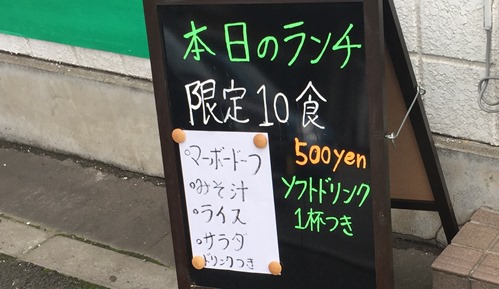 本日のランチ
限定10食
・マーボードーフ
・みそ汁
・ライス
・サラダ
ドリンクつき
500yen
ソフトドリンク
1杯つき